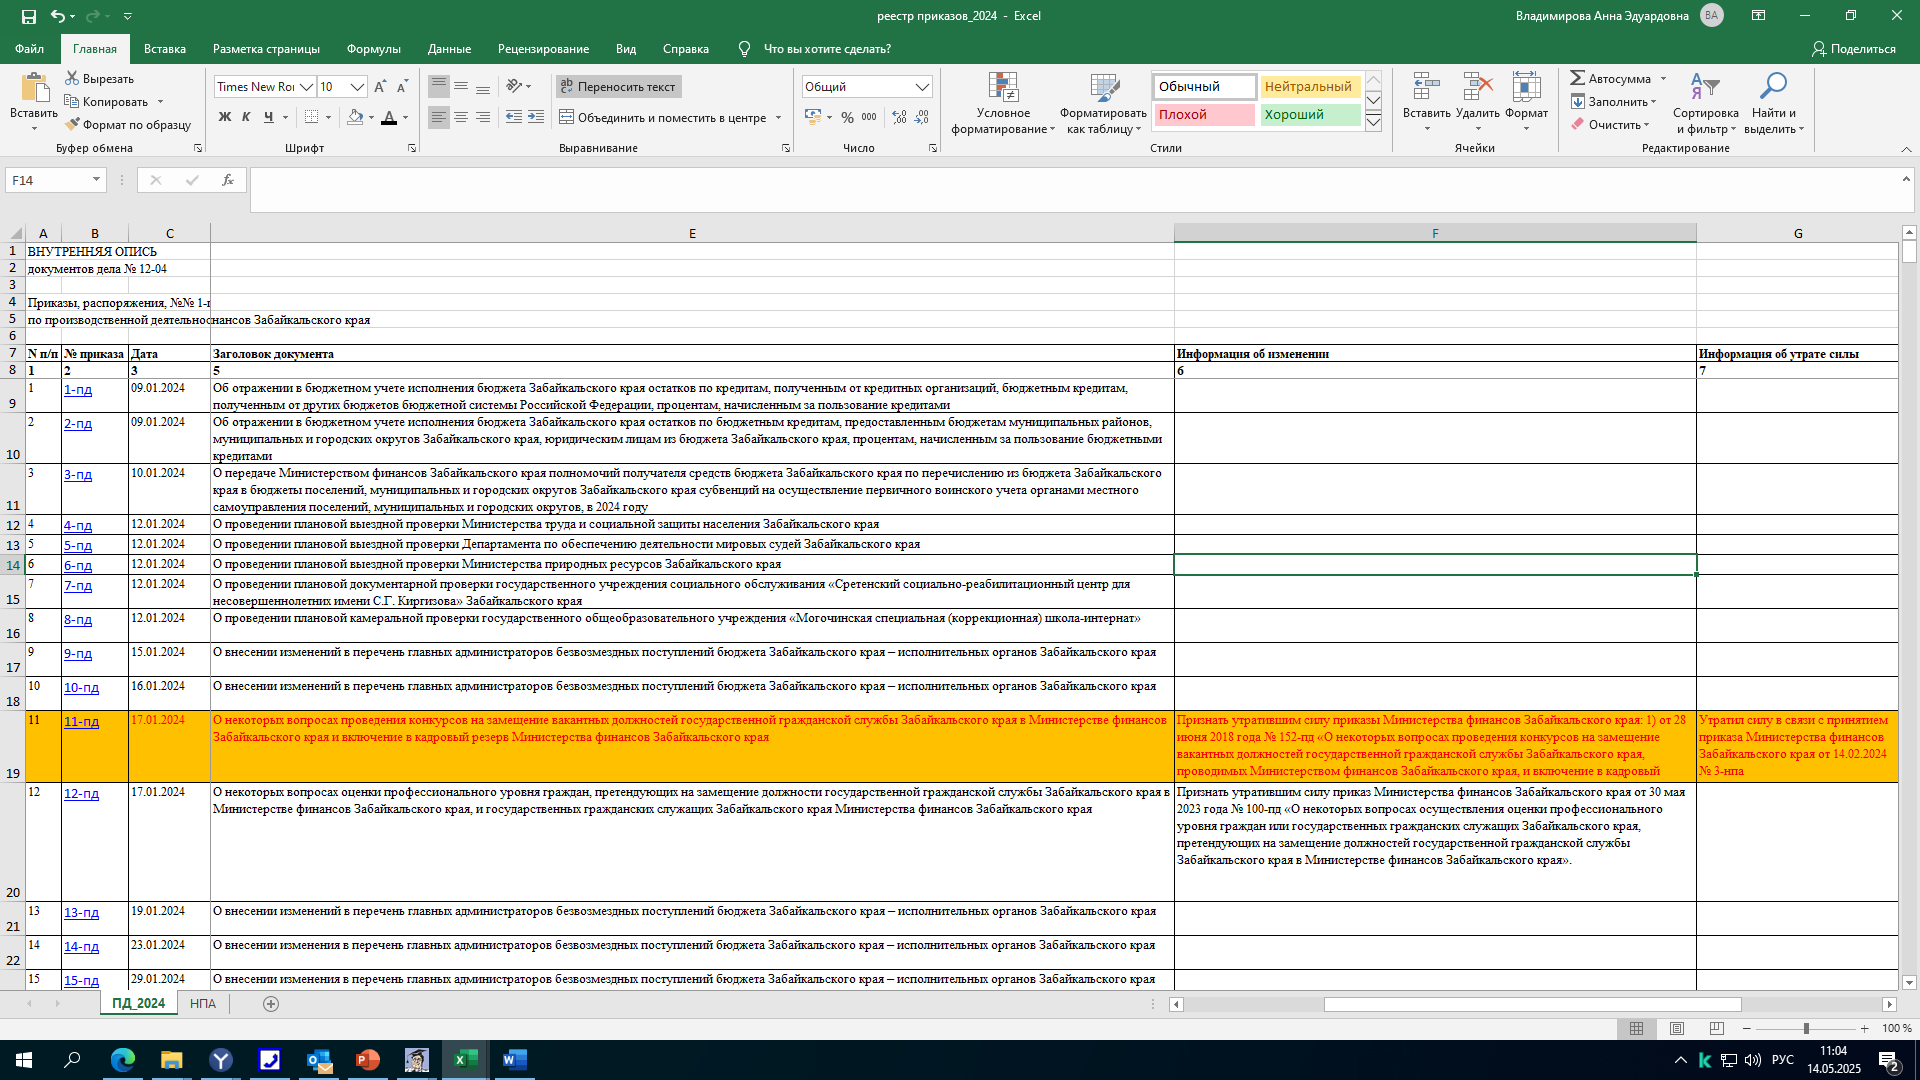 реестр приказов_2024 - Excel
Владимирова Анна Эдуардовна
ВА
Файл
Главная
Вставка
Разметка страницы
Формулы
Данные
Рецензирование
Вид
Справка
Что вы хотите сделать?
Поделиться
Вставить
Вырезать
Копировать
Формат по образцу
Буфер обмена
Times New Ror
10
Ж К Ч
Шрифт
Переносить текст
Объединить и поместить в центре
Выравнивание
Общий
% 000
Число
Условное форматирование
Форматировать как таблицу
Обычный
Нейтральный
Плохой
Хороший
Стили
Вставить
Удалить
Формат
Ячейки
Автосумма
Заполнить
Очистить
Сортировка и фильтр
Найти и выделить
Редактирование
F14
fx
A B C E F G
1 ВНУТРЕННЯЯ ОПИСЬ
2 документов дела № 12-04
3
4 Приказы, распоряжения, №№ 1-п
5 по производственной деятельноснансов Забайкальского края
6
7 N п/п № приказа Дата Заголовок документа Информация об изменении Информация об утрате силы
8 1 2 3 5 6 7
9 1 1-пд 09.01.2024 Об отражении в бюджетном учете исполнения бюджета Забайкальского края остатков по кредитам, полученным от кредитных организаций, бюджетным кредитам,
полученным от других бюджетов бюджетной системы Российской Федерации, процентам, начисленным за пользование кредитами
10 2 2-пд 09.01.2024 Об отражении в бюджетном учете исполнения бюджета Забайкальского края остатков по бюджетным кредитам, предоставленным бюджетам муниципальных районов,
муниципальных и городских округов Забайкальского края, юридическим лицам из бюджета Забайкальского края, процентам, начисленным за пользование бюджетными
кредитами
11 3 3-пд 10.01.2024 О передаче Министерством финансов Забайкальского края полномочий получателя средств бюджета Забайкальского края по перечислению из бюджета Забайкальского
края в бюджеты поселений, муниципальных и городских округов Забайкальского края субвенций на осуществление первичного воинского учета органами местного
самоуправления поселений, муниципальных и городских округов, в 2024 году
12 4 4-пд 12.01.2024 О проведении плановой выездной проверки Министерства труда и социальной защиты населения Забайкальского края
13 5 5-пд 12.01.2024 О проведении плановой выездной проверки Департамента по обеспечению деятельности мировых судей Забайкальского края
14 6 6-пд 12.01.2024 О проведении плановой выездной проверки Министерства природных ресурсов Забайкальского края
15 7 7-пд 12.01.2024 О проведении плановой документарной проверки государственного учреждения социального обслуживания «Сретенский социально-реабилитационный центр для
несовершеннолетних имени С.Г. Киргизова» Забайкальского края
16 8 8-пд 12.01.2024 О проведении плановой камеральной проверки государственного общеобразовательного учреждения «Могочинская специальная (коррекционная) школа-интернат»
17 9 9-пд 15.01.2024 О внесении изменений в перечень главных администраторов безвозмездных поступлений бюджета Забайкальского края – исполнительных органов Забайкальского края
18 10 10-пд 16.01.2024 О внесении изменений в перечень главных администраторов безвозмездных поступлений бюджета Забайкальского края – исполнительных органов Забайкальского края
19 11 11-пд 17.01.2024 О некоторых вопросах проведения конкурсов на замещение вакантных должностей государственной гражданской службы Забайкальского края в Министерстве финансов
Забайкальского края и включение в кадровый резерв Министерства финансов Забайкальского края
Признать утратившим силу приказы Министерства финансов Забайкальского края: 1) от 28
июня 2018 года № 152-пд «О некоторых вопросах проведения конкурсов на замещение
вакантных должностей государственной гражданской службы Забайкальского края,
проводимых Министерством финансов Забайкальского края, и включение в кадровый
Утратил силу в связи с принятием
приказа Министерства финансов
Забайкальского края от 14.02.2024
№ 3-нпа
20 12 12-пд 17.01.2024 О некоторых вопросах оценки профессионального уровня граждан, претендующих на замещение должности государственной гражданской службы Забайкальского края в
Министерстве финансов Забайкальского края, и государственных гражданских служащих Забайкальского края Министерства финансов Забайкальского края
Признать утратившим силу приказ Министерства финансов Забайкальского края от 30 мая
2023 года № 100-пд «О некоторых вопросах осуществления оценки профессионального
уровня граждан или государственных гражданских служащих Забайкальского края,
претендующих на замещение должностей государственной гражданской службы
Забайкальского края в Министерстве финансов Забайкальского края».
21 13 13-пд 19.01.2024 О внесении изменений в перечень главных администраторов безвозмездных поступлений бюджета Забайкальского края – исполнительных органов Забайкальского края
22 14 14-пд 23.01.2024 О внесении изменения в перечень главных администраторов безвозмездных поступлений бюджета Забайкальского края – исполнительных органов Забайкальского края
15 15-пд 29.01.2024 О внесении изменения в перечень главных администраторов безвозмездных поступлений бюджета Забайкальского края – исполнительных органов Забайкальского края
ПД_2024
НПА
100 %
РУС
11:04
14.05.2025
2